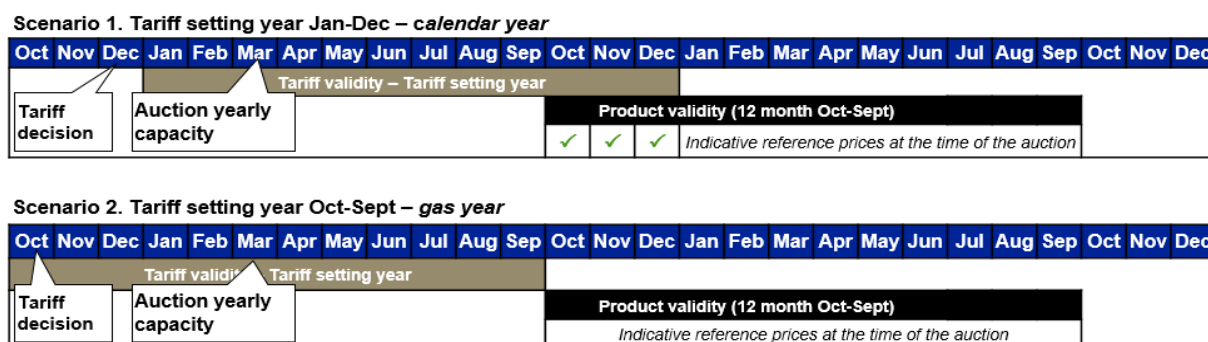 Scenario 1. Tariff setting year Jan-Dec – calendar year
Oct Nov Dec Jan Feb Mar Apr May Jun Jul Aug Sep Oct Nov Dec Jan Feb Mar Apr May Jun Jul Aug Sep Oct Nov Dec
Tariff validity – Tariff setting year
Tariff
decision
Auction yearly
capacity
Product validity (12 month Oct-Sept)
✓ ✓ ✓ Indicative reference prices at the time of the auction
Scenario 2. Tariff setting year Oct-Sept – gas year
Oct Nov Dec Jan Feb Mar Apr May Jun Jul Aug Sep Oct Nov Dec Jan Feb Mar Apr May Jun Jul Aug Sep Oct Nov Dec
Tariff validit Tariff setting year
Tariff
decision
Auction yearly
capacity
Product validity (12 month Oct-Sept)
Indicative reference prices at the time of the auction